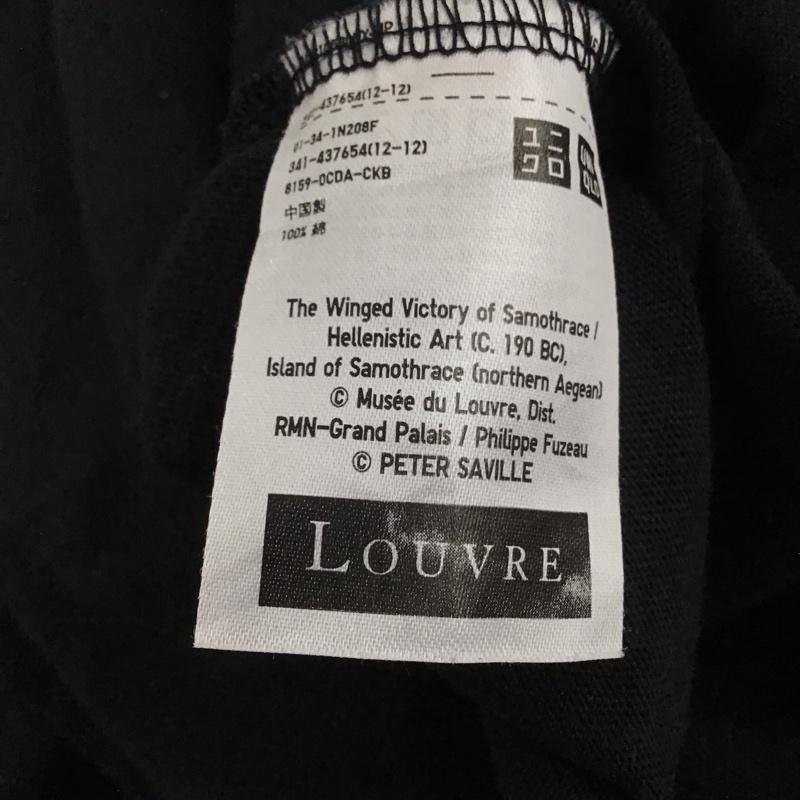 341-437654(12-12)
01-34-1N208F
341-437654(12-12)
8159-0CDA-CKB
中国製
100% 綿
ユニ
クロ
UNI
QLO
The Winged Victory of Samothrace /
Hellenistic Art (C. 190 BC),
Island of Samothrace (northern Aegean)
© Musée du Louvre, Dist.
RMN-Grand Palais / Philippe Fuzeau
© PETER SAVILLE
LOUVRE